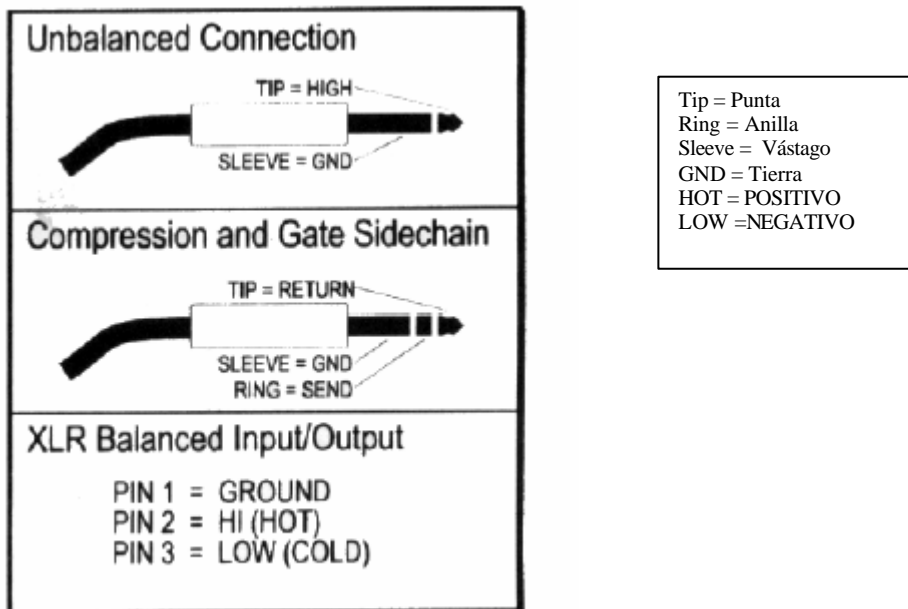 Unbalanced Connection
TIP = HIGH
SLEEVE = GND
Compression and Gate Sidechain
TIP = RETURN
SLEEVE = GND
RING = SEND
XLR Balanced Input/Output
PIN 1 = GROUND
PIN 2 = HI (HOT)
PIN 3 = LOW (COLD)
Tip = Punta
Ring = Anilla
Sleeve = Vástago
GND = Tierra
HOT = POSITIVO
LOW =NEGATIVO